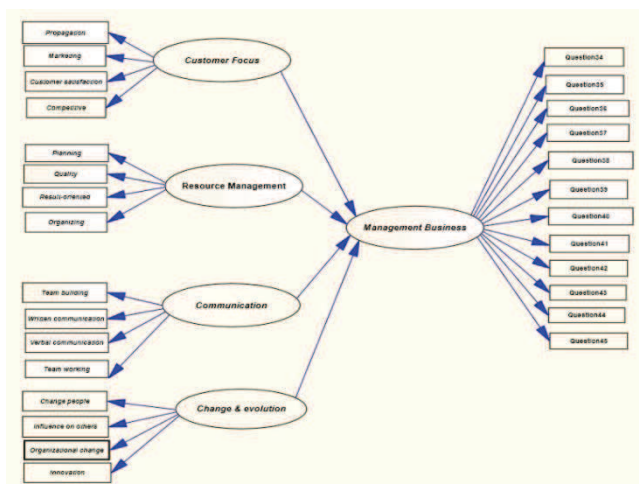 Propagation
Marketing
Customer satisfaction
Competitive
Customer Focus
Planning
Quality
Result-oriented
Organizing
Resource Management
Team building
Written communication
Verbal communication
Team working
Communication
Change people
Influence on others
Organizational change
Innovation
Change & evolution
Management Business
Question34
Question35
Question36
Question37
Question38
Question39
Question40
Question41
Question42
Question43
Question44
Question45